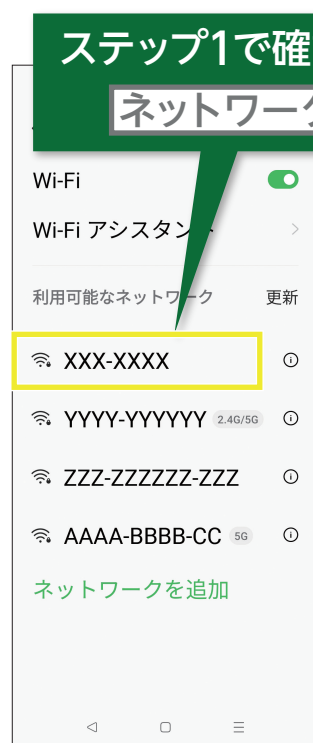 ステップ1で確
ネットワーク
Wi-Fi
Wi-Fi アシスタント
利用可能なネットワーク 更新
XXX-XXXX
YYYY-YYYYYY 2.4G/5G
ZZZ-ZZZZZZ-ZZZ
AAAA-BBBB-CC 5G
ネットワークを追加